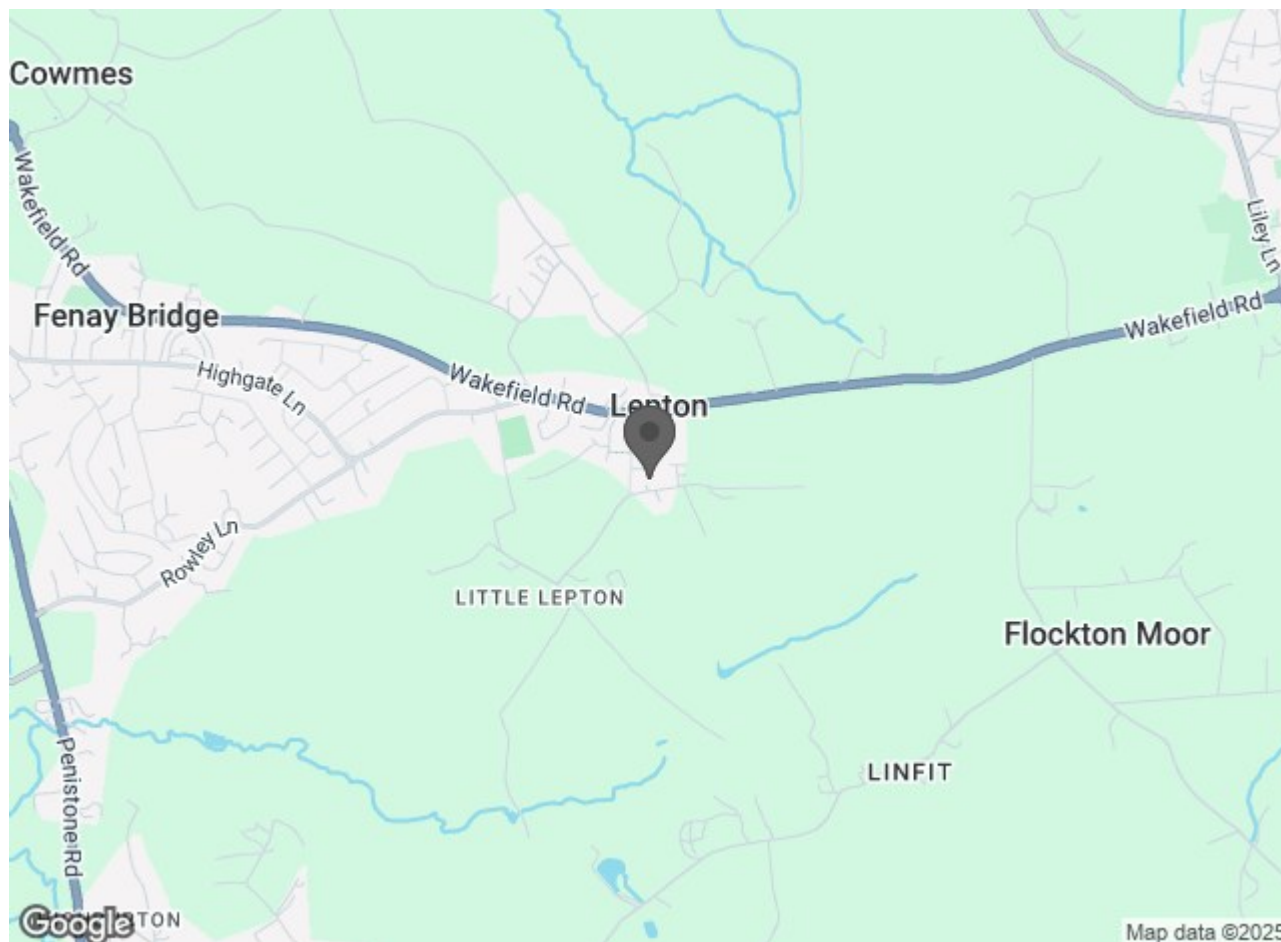 Cowmes
Wakefield Rd
Liley Ln
Fenay Bridge
Wakefield Rd
Highgate Ln
Wakefield Rd
Lepton
Rowley Ln
LITTLE LEPTON
Flockton Moor
LINFIT
Penistone Rd
Google
Map data ©2025